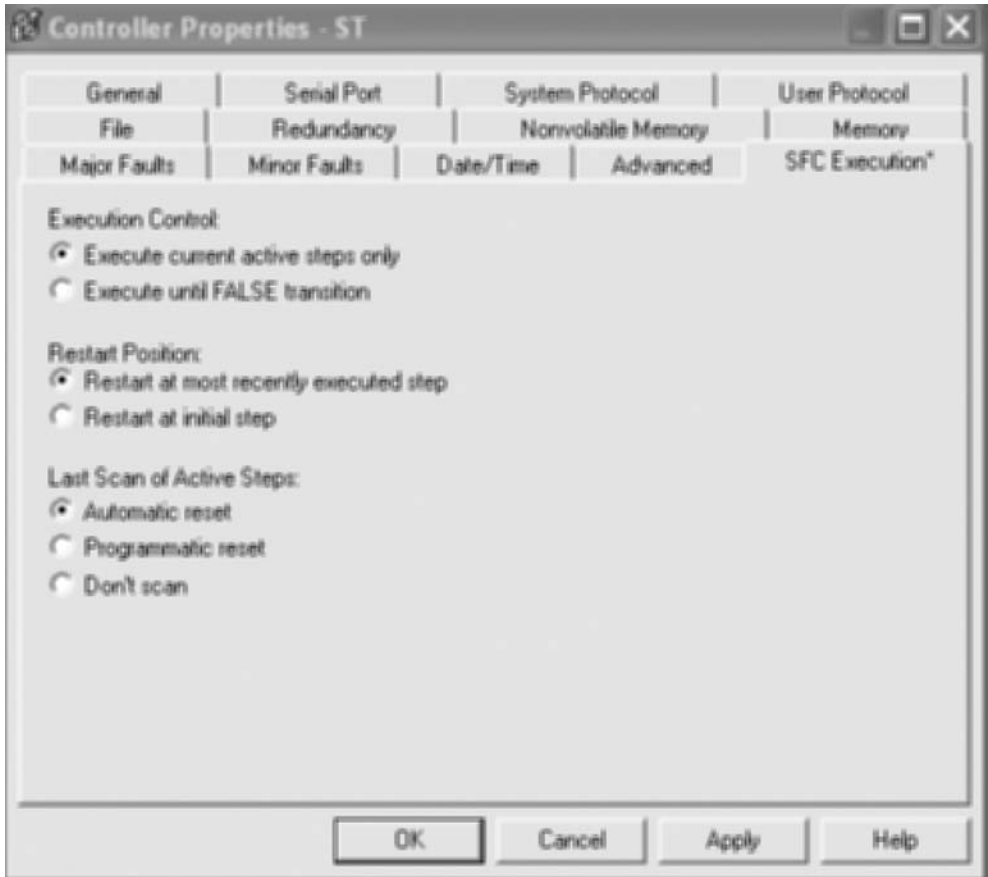 Controller Properties - ST
General Serial Port System Protocol User Protocol
File Redundancy Nonvolatile Memory Memory
Major Faults Minor Faults Date/Time Advanced SFC Execution*
Execution Control:
Execute current active steps only
Execute until FALSE transition
Restart Position:
Restart at most recently executed step
Restart at initial step
Last Scan of Active Steps:
Automatic reset
Programmatic reset
Don't scan
OK Cancel Apply Help